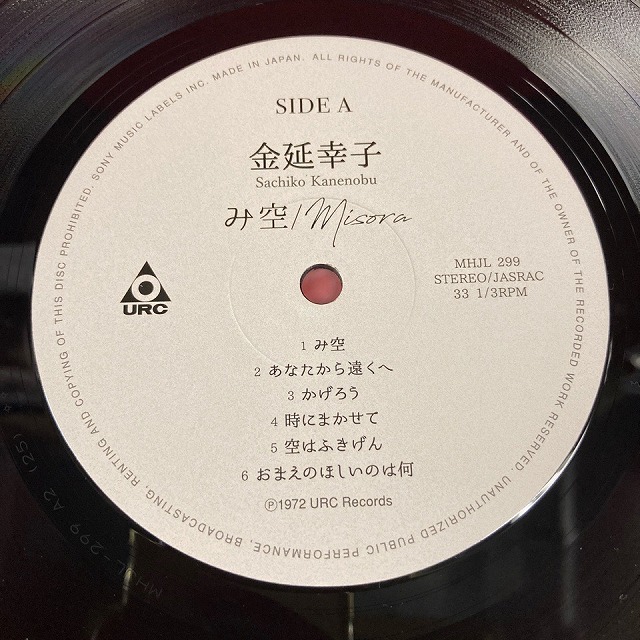 SONY MUSIC LABELS INC. MADE IN JAPAN. ALL RIGHTS OF THE MANUFACTURER AND OF THE OWNER OF THE RECORDED WORK RESERVED. UNAUTHORIZED PUBLIC PERFORMANCE, BROADCASTING, RENTING AND COPYING OF THIS DISC PROHIBITED.
SIDE A
金延幸子
Sachiko Kanenobu
み空/Misora
MHJL 299
STEREO/JASRAC
33 1/3RPM
URC
1 み空
2 あなたから遠くへ
3 かげろう
4 時にまかせて
5 空はふきげん
6 おまえのほしいのは何
Ⓟ1972 URC Records
MHJL-299 A2